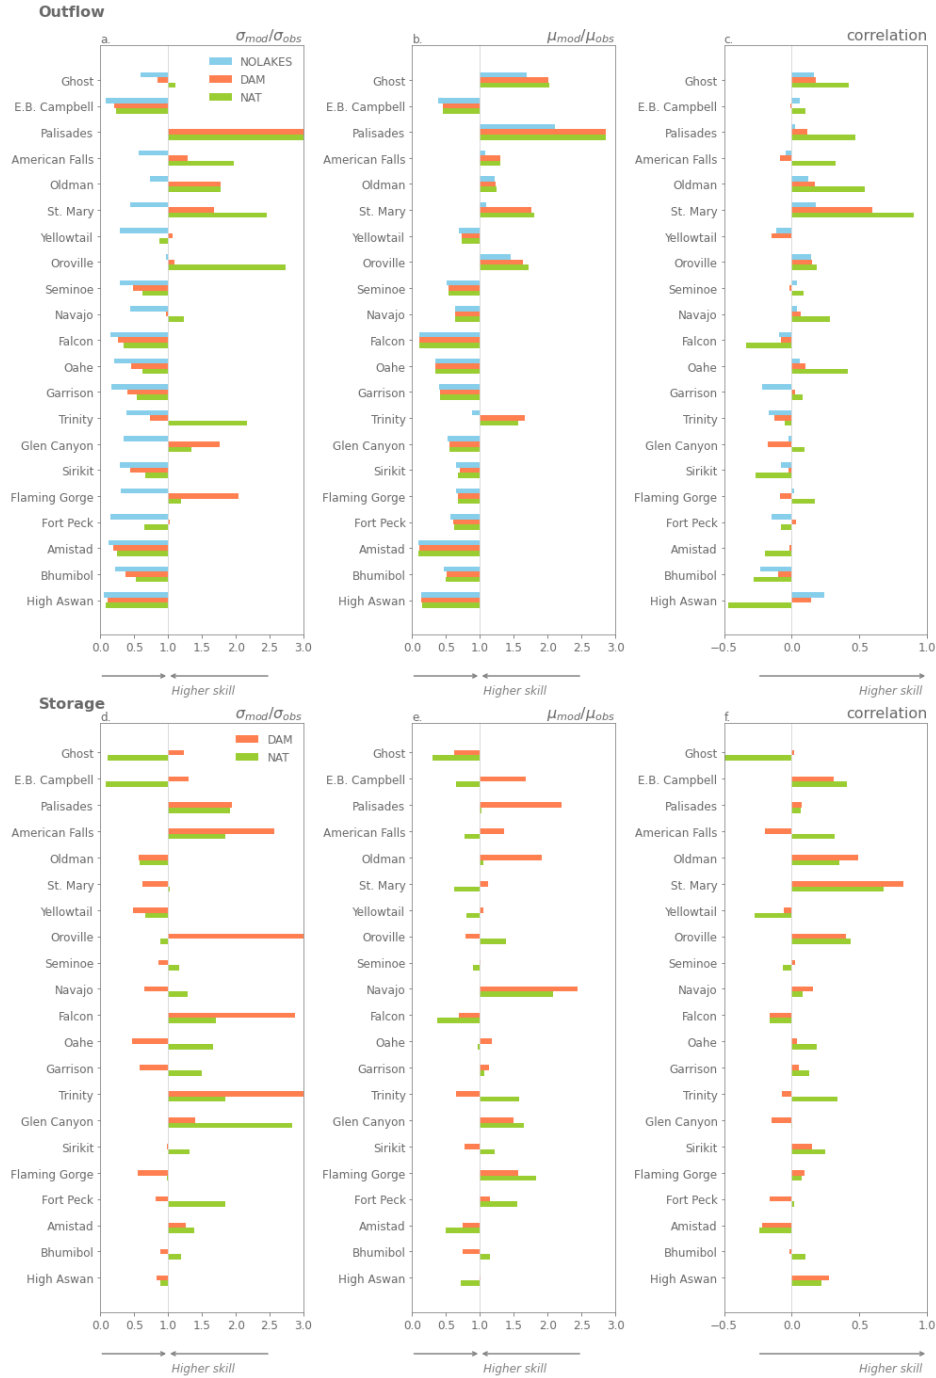 Outflow
a. σ_mod/σ_obs
b. μ_mod/μ_obs
c. correlation
NOLAKES
DAM
NAT
Ghost
E.B. Campbell
Palisades
American Falls
Oldman
St. Mary
Yellowtail
Oroville
Seminoe
Navajo
Falcon
Oahe
Garrison
Trinity
Glen Canyon
Sirikit
Flaming Gorge
Fort Peck
Amistad
Bhumibol
High Aswan
0.0 0.5 1.0 1.5 2.0 2.5 3.0
Higher skill
Ghost
E.B. Campbell
Palisades
American Falls
Oldman
St. Mary
Yellowtail
Oroville
Seminoe
Navajo
Falcon
Oahe
Garrison
Trinity
Glen Canyon
Sirikit
Flaming Gorge
Fort Peck
Amistad
Bhumibol
High Aswan
0.0 0.5 1.0 1.5 2.0 2.5 3.0
Higher skill
Ghost
E.B. Campbell
Palisades
American Falls
Oldman
St. Mary
Yellowtail
Oroville
Seminoe
Navajo
Falcon
Oahe
Garrison
Trinity
Glen Canyon
Sirikit
Flaming Gorge
Fort Peck
Amistad
Bhumibol
High Aswan
−0.5 0.0 0.5 1.0
Higher skill
Storage
d. σ_mod/σ_obs
e. μ_mod/μ_obs
f. correlation
DAM
NAT
Ghost
E.B. Campbell
Palisades
American Falls
Oldman
St. Mary
Yellowtail
Oroville
Seminoe
Navajo
Falcon
Oahe
Garrison
Trinity
Glen Canyon
Sirikit
Flaming Gorge
Fort Peck
Amistad
Bhumibol
High Aswan
0.0 0.5 1.0 1.5 2.0 2.5 3.0
Higher skill
Ghost
E.B. Campbell
Palisades
American Falls
Oldman
St. Mary
Yellowtail
Oroville
Seminoe
Navajo
Falcon
Oahe
Garrison
Trinity
Glen Canyon
Sirikit
Flaming Gorge
Fort Peck
Amistad
Bhumibol
High Aswan
0.0 0.5 1.0 1.5 2.0 2.5 3.0
Higher skill
Ghost
E.B. Campbell
Palisades
American Falls
Oldman
St. Mary
Yellowtail
Oroville
Seminoe
Navajo
Falcon
Oahe
Garrison
Trinity
Glen Canyon
Sirikit
Flaming Gorge
Fort Peck
Amistad
Bhumibol
High Aswan
−0.5 0.0 0.5 1.0
Higher skill